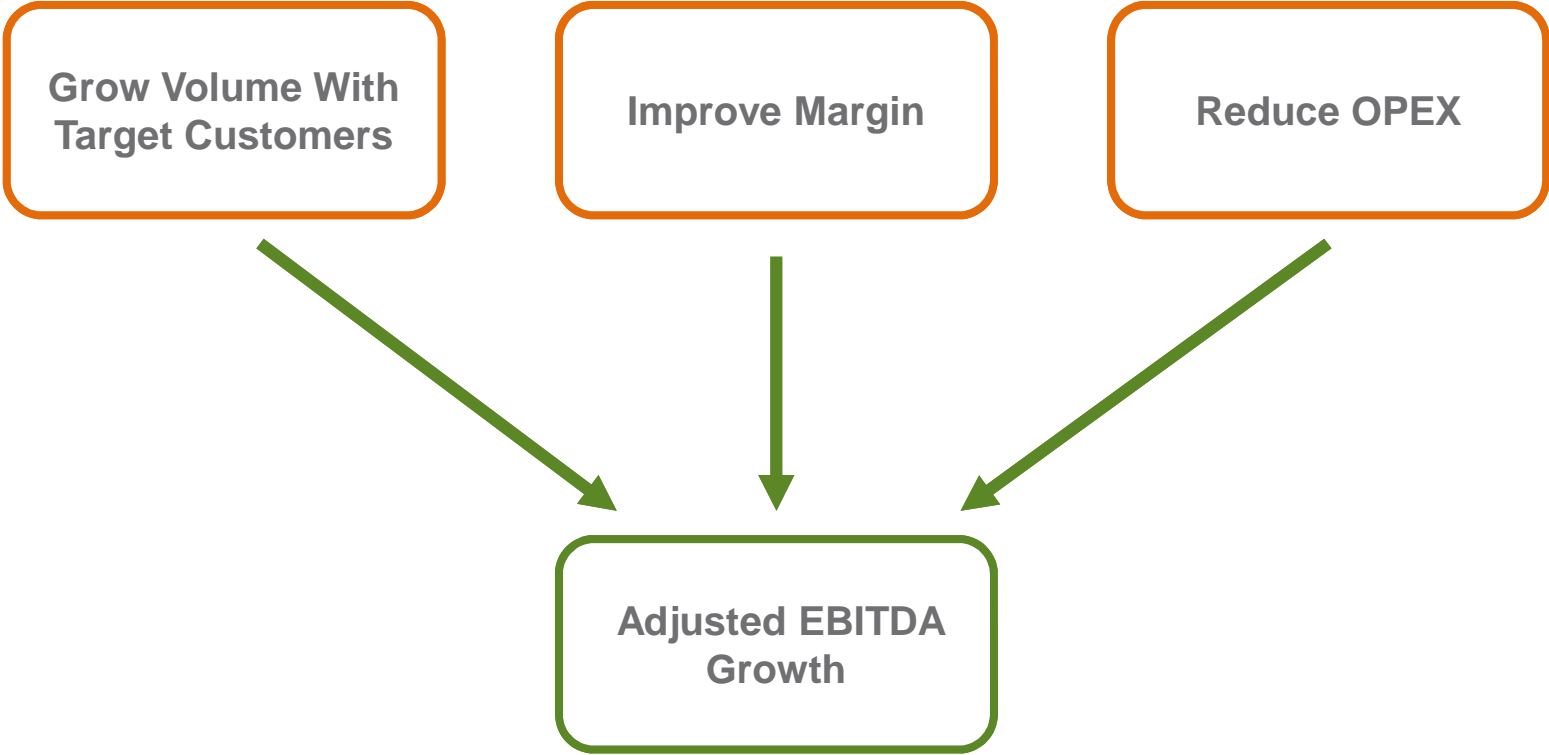 Grow Volume With
Target Customers
Improve Margin
Reduce OPEX
Adjusted EBITDA
Growth